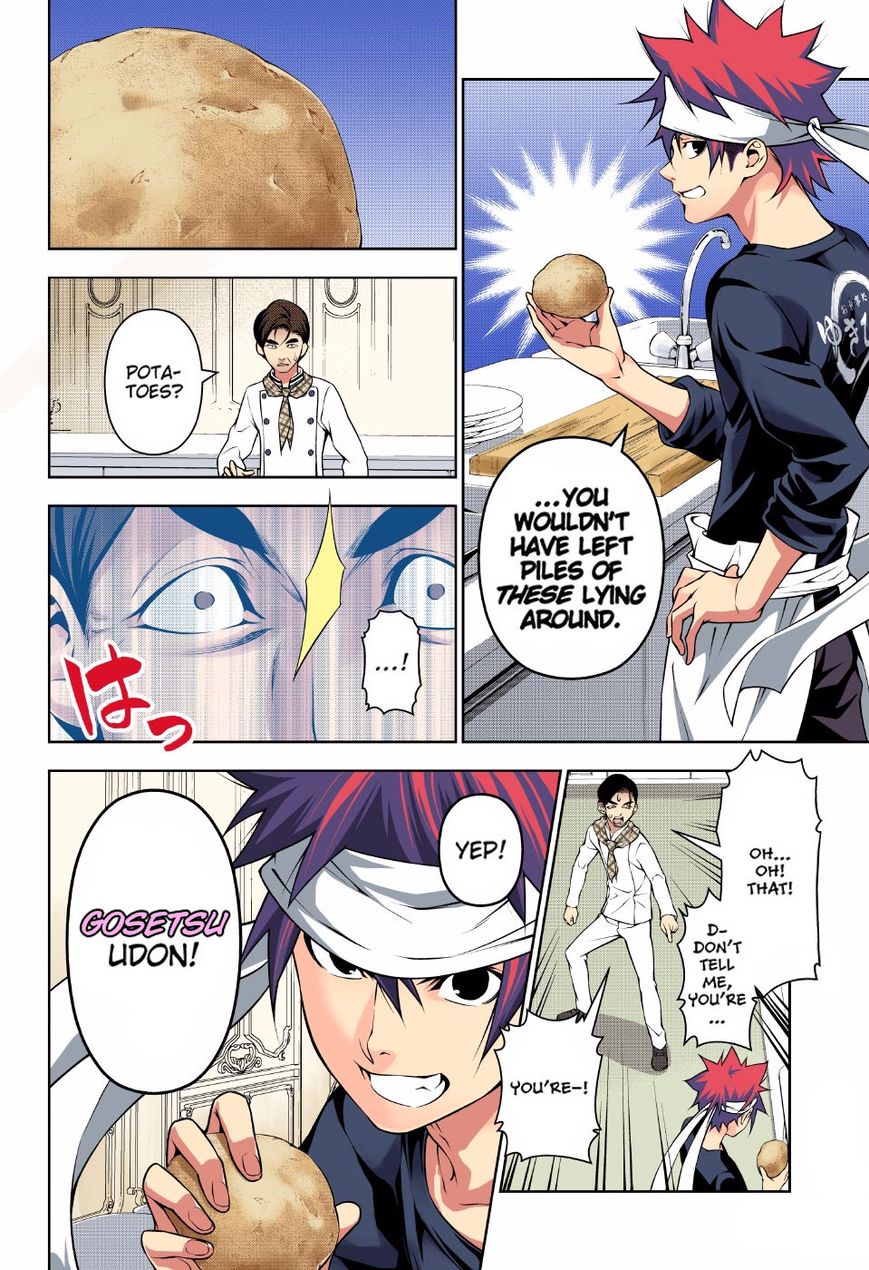 ...YOU
WOULDN'T
HAVE LEFT
PILES OF
THESE LYING
AROUND.
POTA-
TOES?
...!
はっ
OH...
OH!
THAT!
D-
DON'T
TELL
ME,
YOU'RE
...
YOU'RE-!
YEP!
GOSETSU
UDON!